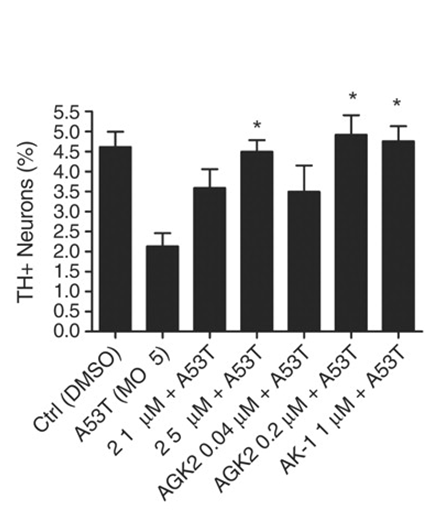 * * *
5.5
5.0
4.5
4.0
3.5
3.0
2.5
2.0
1.5
1.0
0.5
0.0
TH+ Neurons (%)
Ctrl (DMSO)
A53T (MO 5)
2 1 μM + A53T
2 5 μM + A53T
AGK2 0.04 μM + A53T
AGK2 0.2 μM + A53T
AK-1 1 μM + A53T